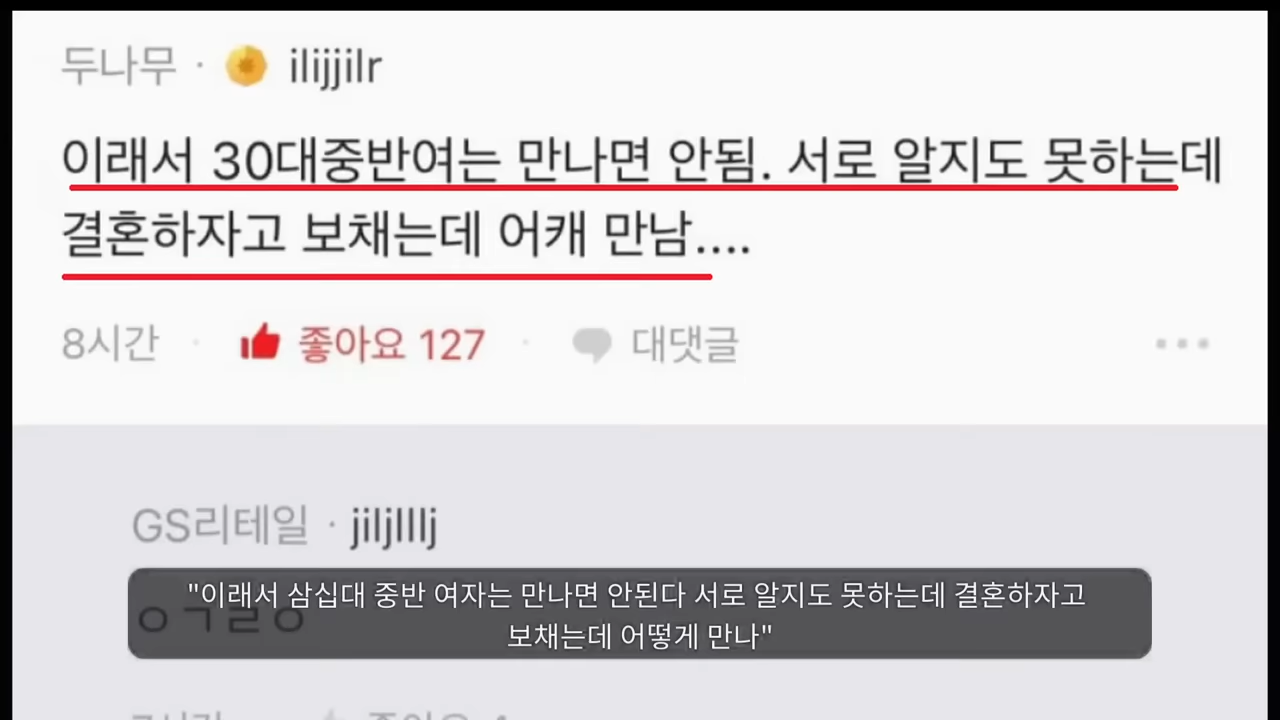 두나무 · ilijjilr
이래서 30대중반여는 만나면 안됨. 서로 알지도 못하는데
결혼하자고 보채는데 어캐 만남....
8시간 · 좋아요 127 · 대댓글
GS리테일 · jiljlllj
"이래서 삼십대 중반 여자는 만나면 안된다 서로 알지도 못하는데 결혼하자고
보채는데 어떻게 만나"
ㅇㄱㄹㅇ